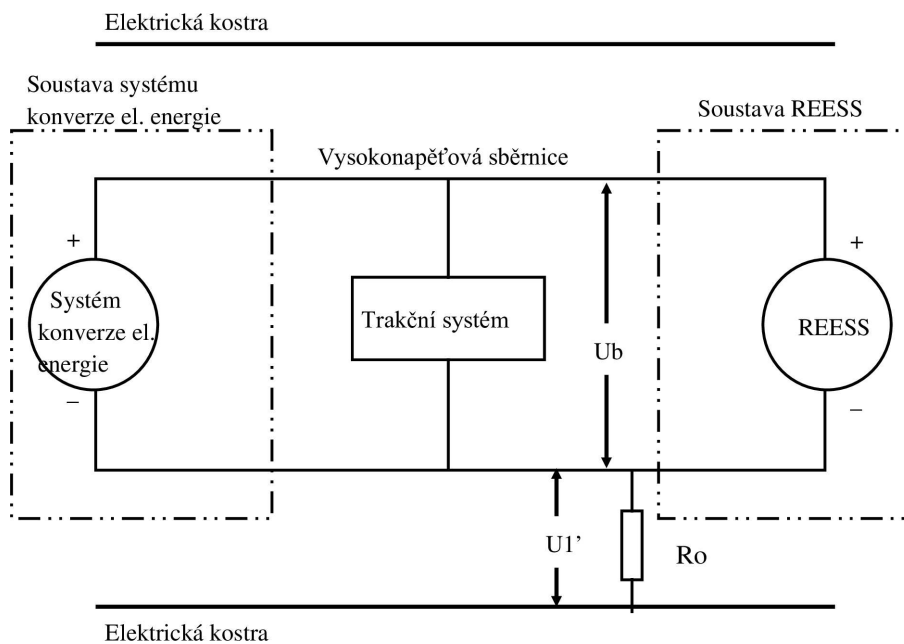 Elektrická kostra
Soustava systému
konverze el. energie
Soustava REESS
Vysokonapěťová sběrnice
+
+
Systém
konverze el.
energie
Trakční systém
Ub
REESS
−
−
U1’
Ro
Elektrická kostra